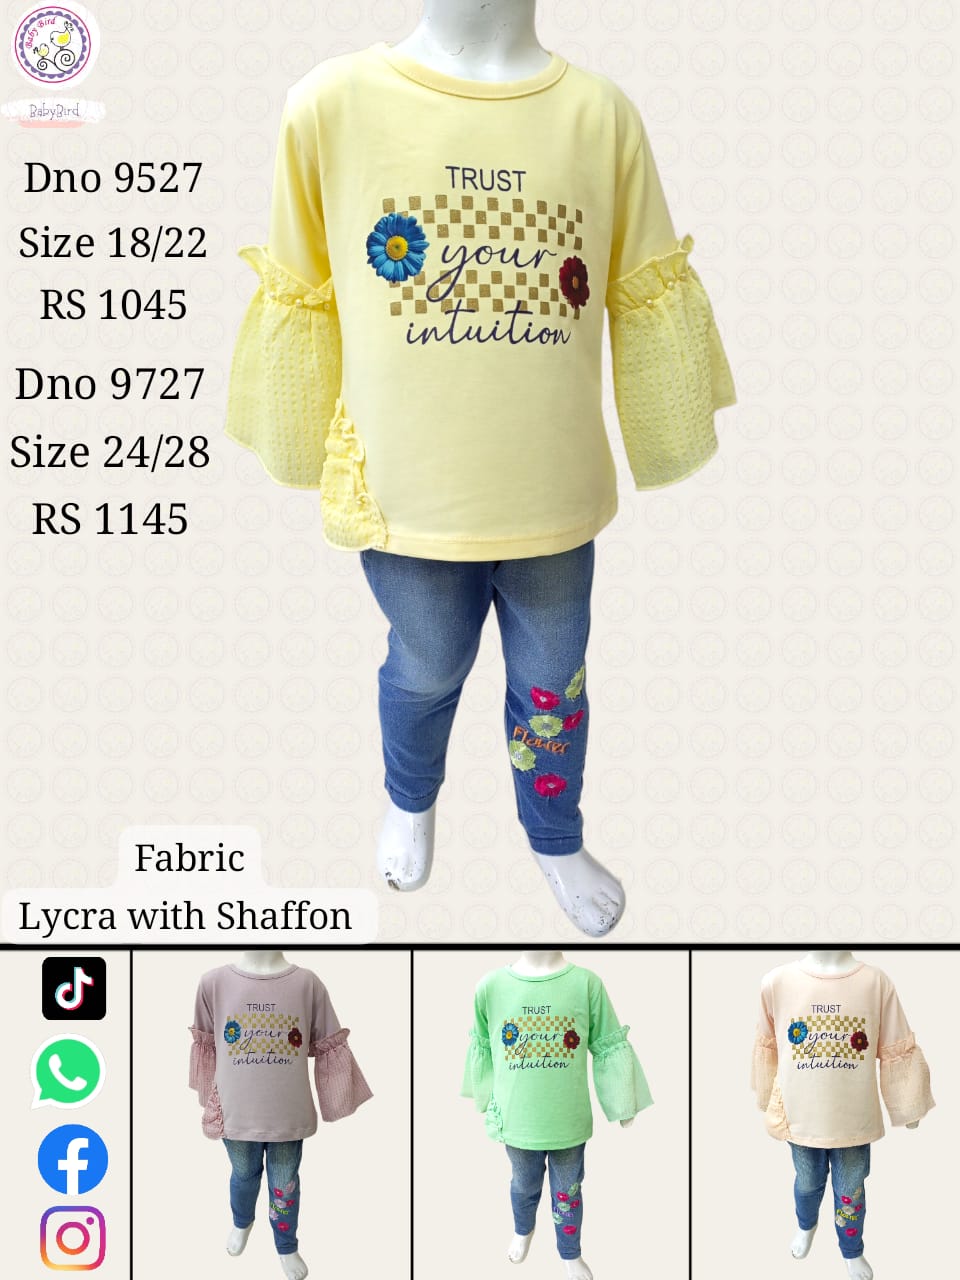 Baby Bird
BabyBird
Dno 9527
Size 18/22
RS 1045
Dno 9727
Size 24/28
RS 1145
TRUST
your
intuition
Flower
Fabric
Lycra with Shaffon
TRUST
your
intuition
TRUST
your
intuition
TRUST
your
intuition